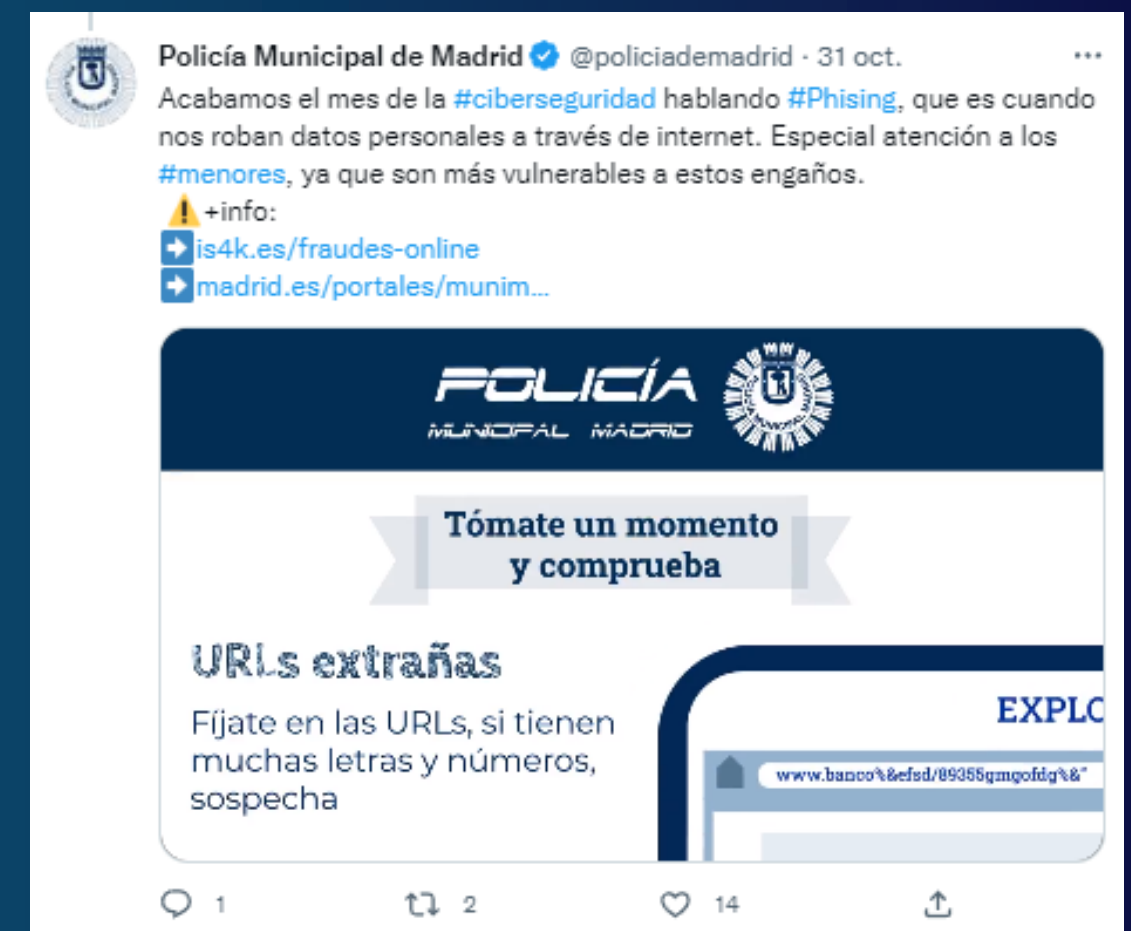 Policía Municipal de Madrid @policiademadrid · 31 oct.
Acabamos el mes de la #ciberseguridad hablando #Phising, que es cuando
nos roban datos personales a través de internet. Especial atención a los
#menores, ya que son más vulnerables a estos engaños.
+info:
is4k.es/fraudes-online
madrid.es/portales/munim...
POLICÍA
MUNICIPAL MADRID
Tómate un momento
y comprueba
URLs extrañas
Fíjate en las URLs, si tienen
muchas letras y números,
sospecha
EXPLO
www.banco%&efsd/89355gmgofdg%&"
1 2 14